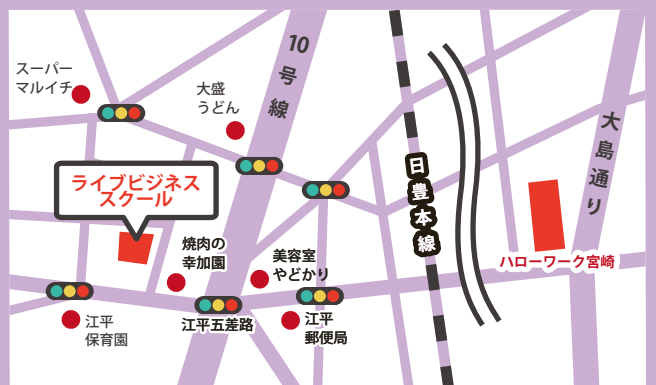 スーパー
マルイチ
大盛
うどん
10号線
大島通り
日豊本線
ライブビジネス
スクール
焼肉の
幸加園
美容室
やどかり
ハローワーク宮崎
江平
保育園
江平五差路
江平
郵便局